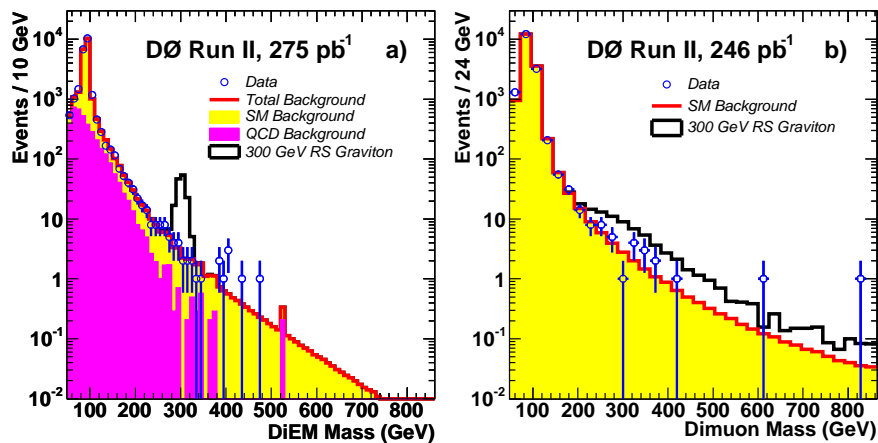 DØ Run II, 275 pb⁻¹ a)
Data
Total Background
SM Background
QCD Background
300 GeV RS Graviton
Events / 10 GeV
10⁴
10³
10²
10
1
10⁻¹
10⁻²
100 200 300 400 500 600 700 800
DiEM Mass (GeV)
DØ Run II, 246 pb⁻¹ b)
Data
SM Background
300 GeV RS Graviton
Events / 24 GeV
10⁴
10³
10²
10
1
10⁻¹
10⁻²
100 200 300 400 500 600 700 800
Dimuon Mass (GeV)